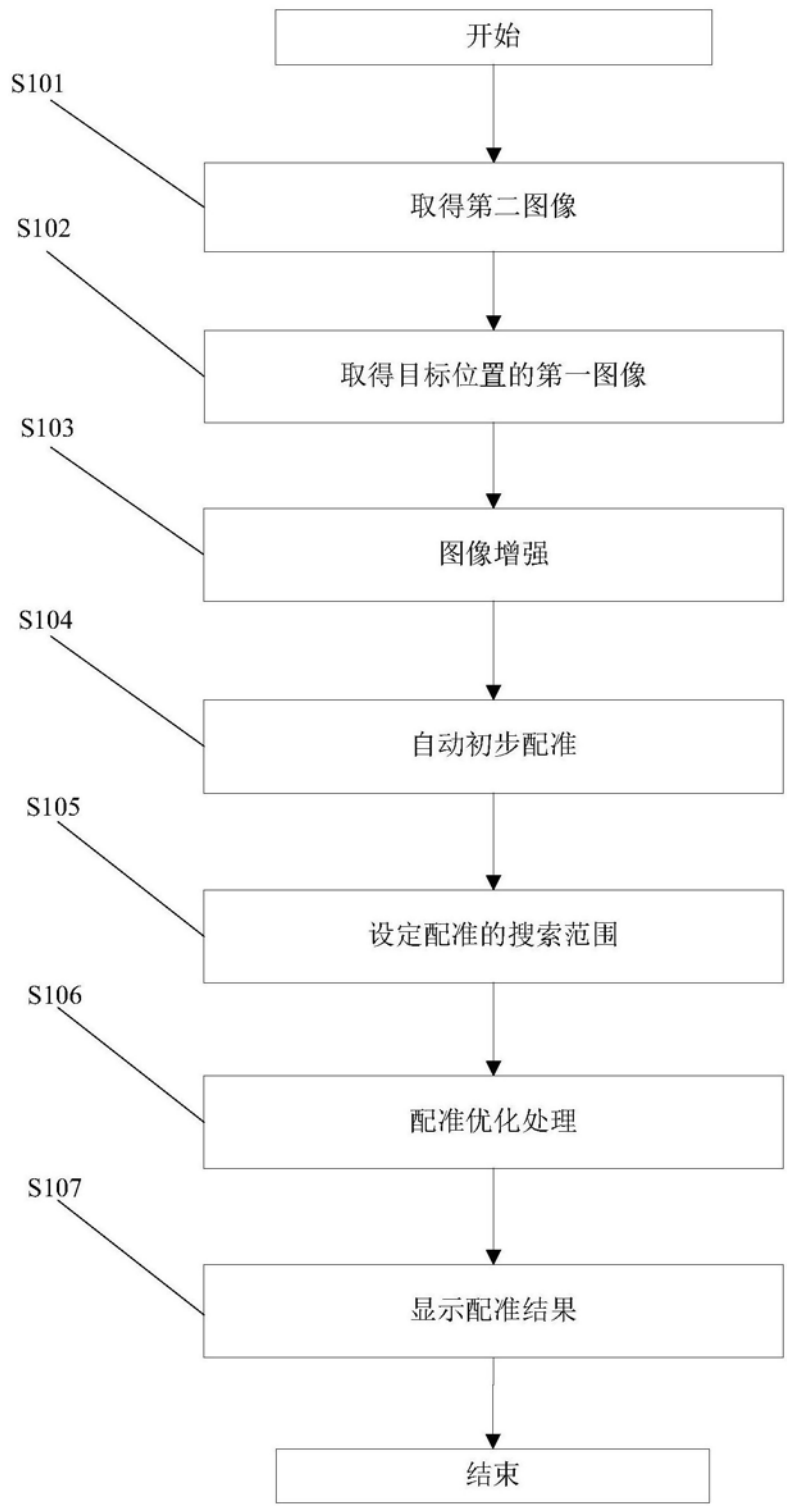 开始
S101
取得第二图像
S102
取得目标位置的第一图像
S103
图像增强
S104
自动初步配准
S105
设定配准的搜索范围
S106
配准优化处理
S107
显示配准结果
结束